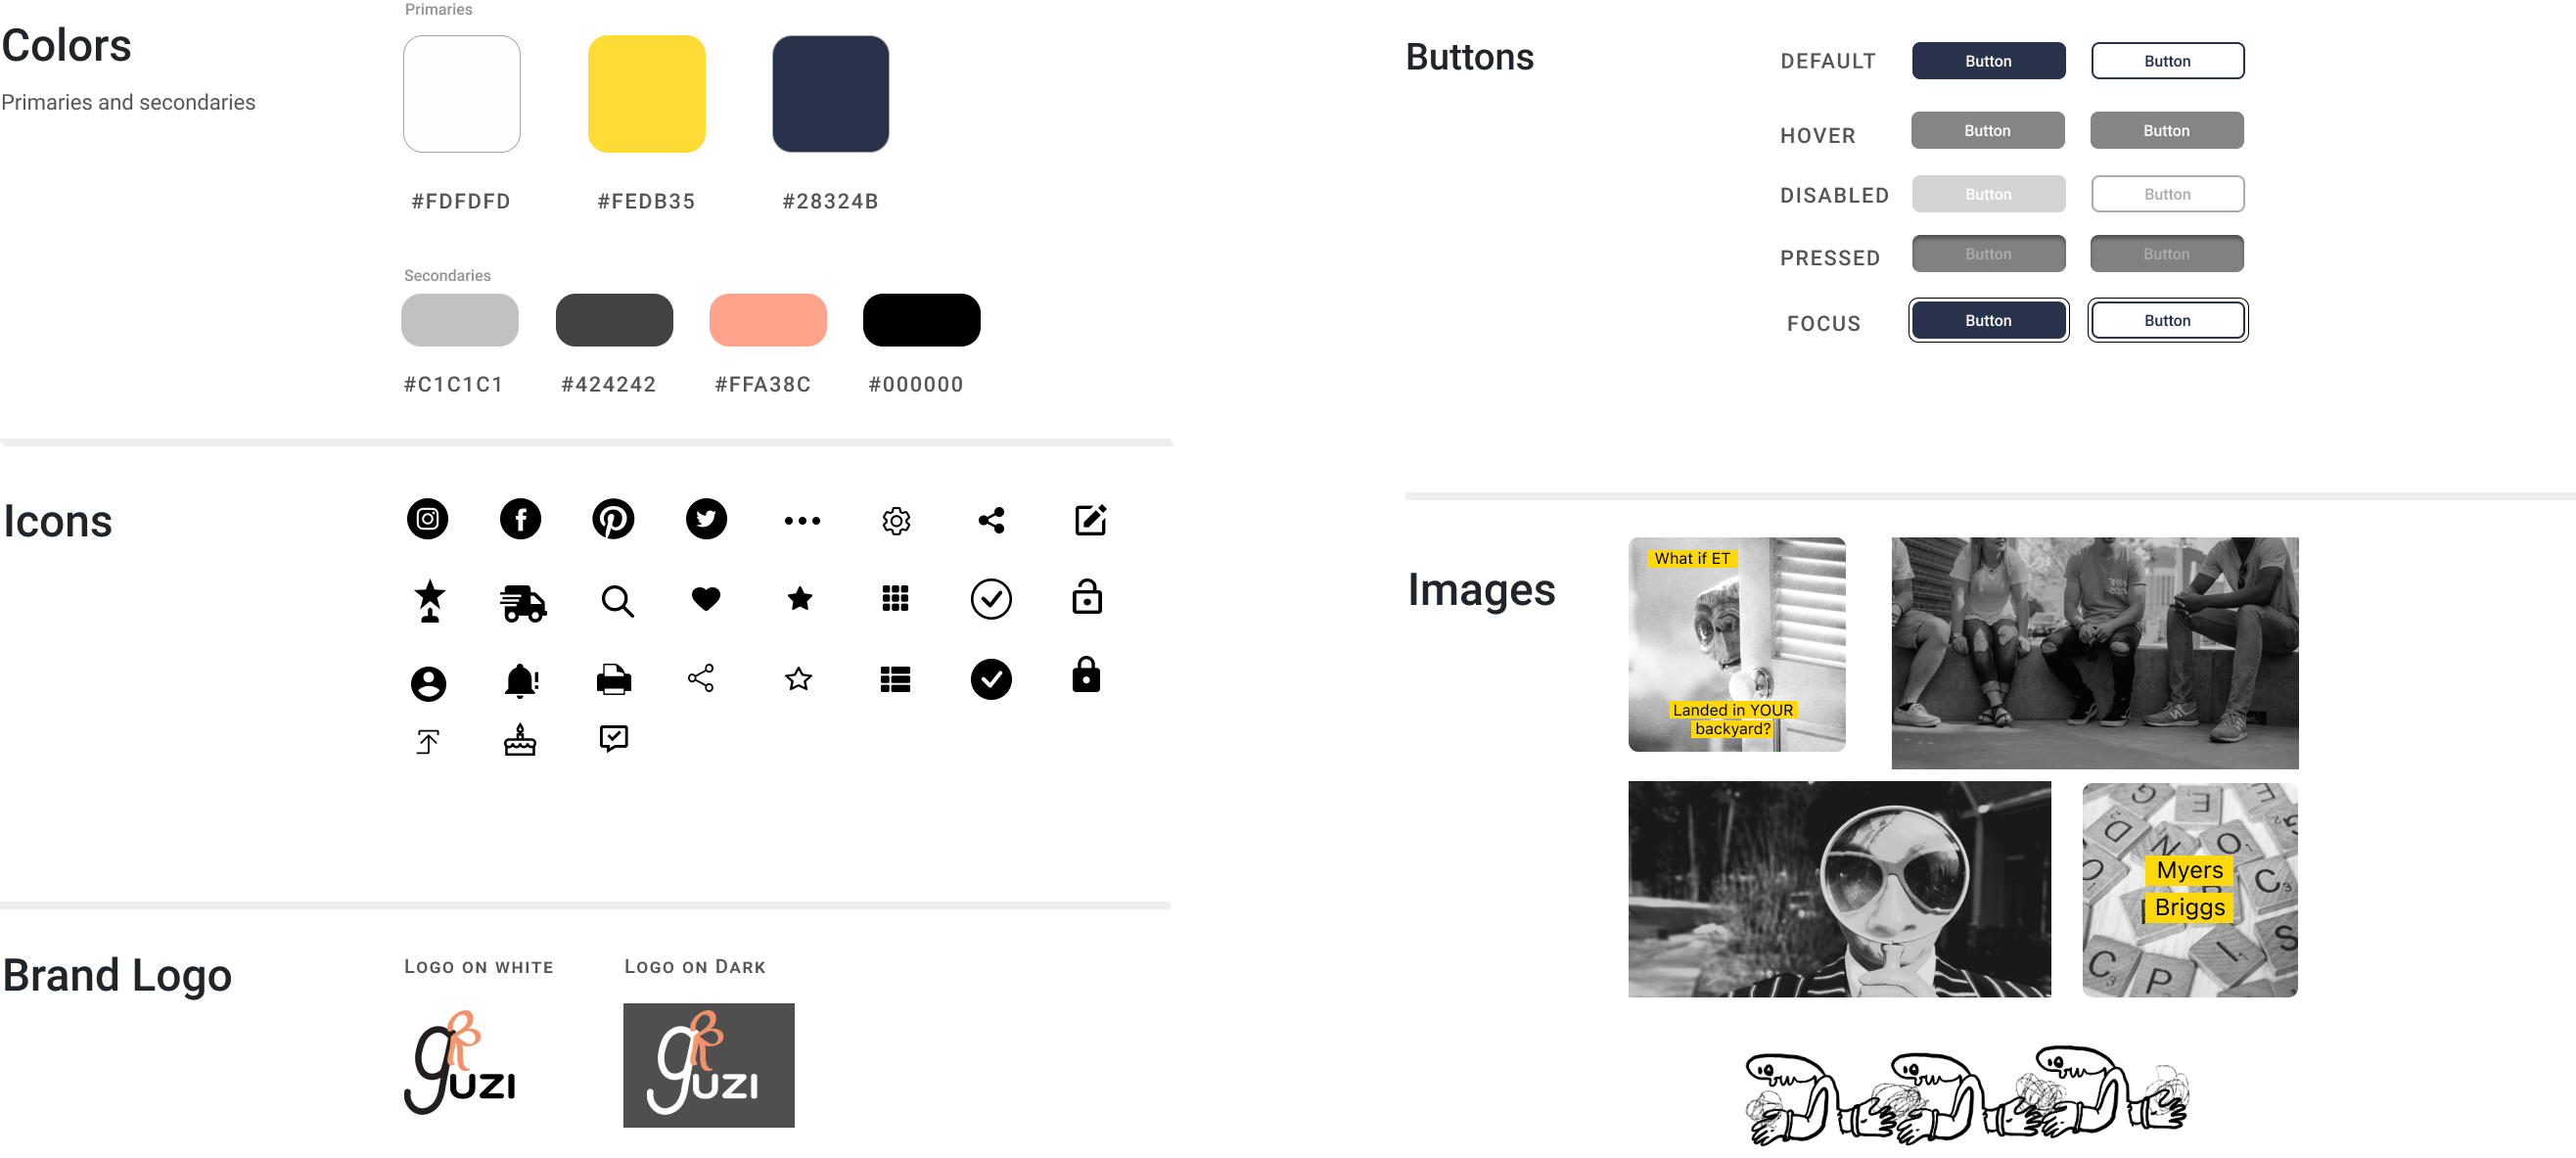 Colors
Primaries and secondaries
Primaries
#FDFDFD
#FEDB35
#28324B
Secondaries
#C1C1C1
#424242
#FFA38C
#000000
Icons
Brand Logo
LOGO ON WHITE
LOGO ON DARK
gUZI
gUZI
Buttons
DEFAULT
Button
Button
HOVER
Button
Button
DISABLED
Button
Button
PRESSED
Button
Button
FOCUS
Button
Button
Images
What if ET
Landed in YOUR
backyard?
Myers
Briggs